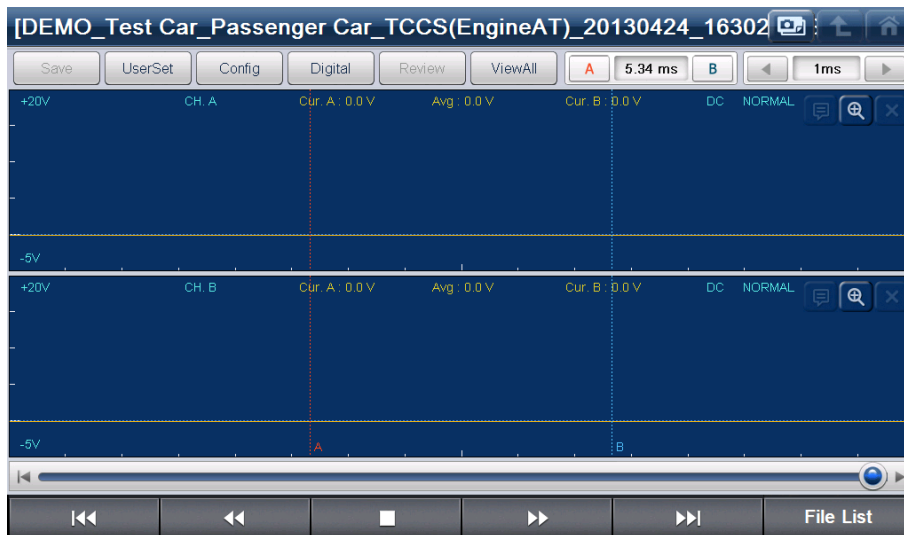 [DEMO_Test Car_Passenger Car_TCCS(EngineAT)_20130424_16302
Save UserSet Config Digital Review ViewAll A 5.34 ms B 1ms
+20V CH. A Cur. A : 0.0 V Avg : 0.0 V Cur. B : 0.0 V DC NORMAL
-5V
+20V CH. B Cur. A : 0.0 V Avg : 0.0 V Cur. B : 0.0 V DC NORMAL
-5V A B
File List